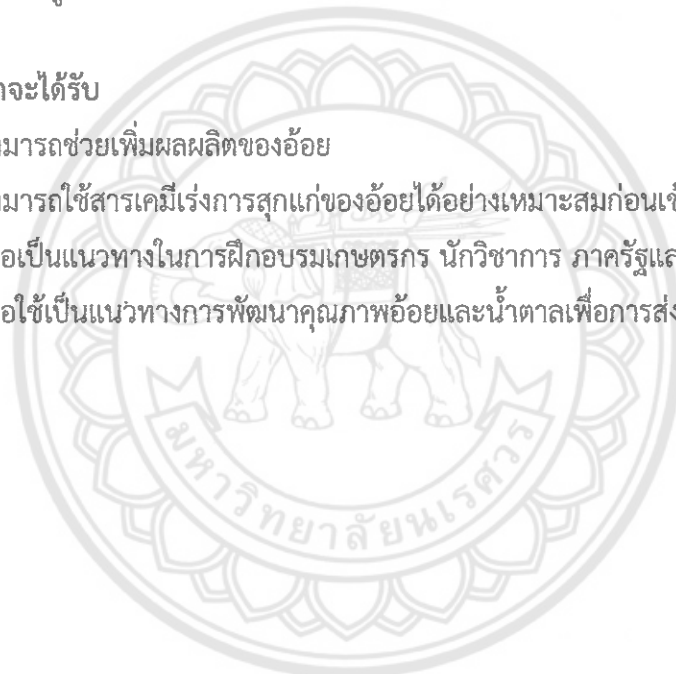 าจะได้รับ
ามารถช่วยเพิ่มผลผลิตของอ้อย
ามารถใช้สารเคมีเร่งการสุกแก่ของอ้อยได้อย่างเหมาะสมก่อนเข้
อเป็นแนวทางในการฝึกอบรมเกษตรกร นักวิชาการ ภาครัฐและ
อใช้เป็นแนวทางการพัฒนาคุณภาพอ้อยและน้ำตาลเพื่อการส่ง
มหาวิทยาลัยนเรศวร